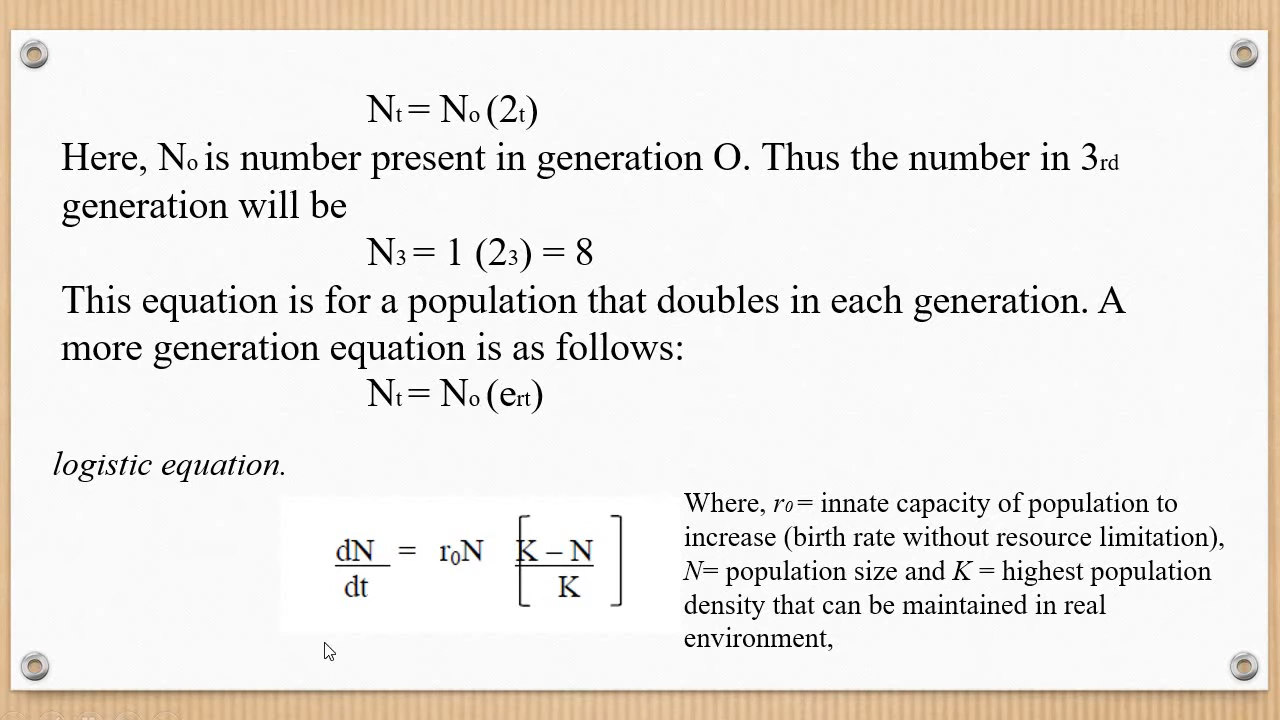 Nt = No (2t)
Here, No is number present in generation O. Thus the number in 3rd
generation will be
N3 = 1 (23) = 8
This equation is for a population that doubles in each generation. A
more generation equation is as follows:
Nt = No (ert)
logistic equation.
dN = r0N [K – N]
dt K
Where, r0 = innate capacity of population to
increase (birth rate without resource limitation),
N= population size and K = highest population
density that can be maintained in real
environment,